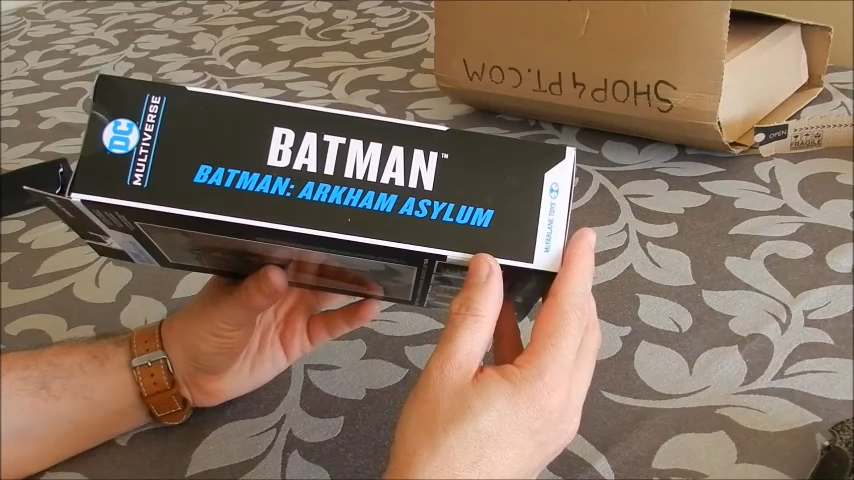 SHOP4PT.COM
OPEN
FRAGILE
DC
MULTIVERSE
BATMAN™
BATMAN: ARKHAM ASYLUM
McFARLANE TOYS